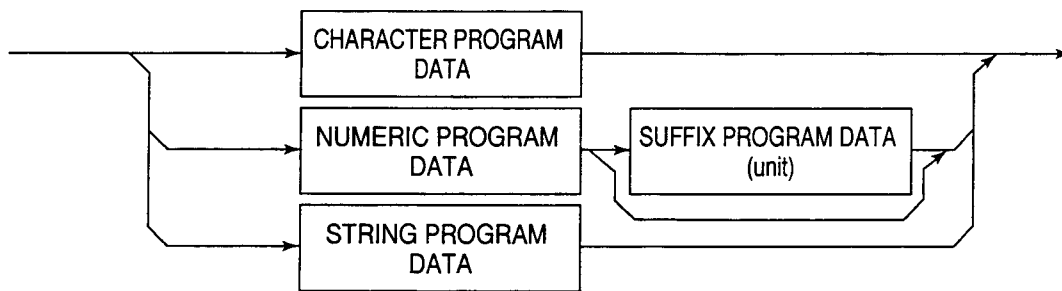 CHARACTER PROGRAM
DATA
NUMERIC PROGRAM
DATA
SUFFIX PROGRAM DATA
(unit)
STRING PROGRAM
DATA